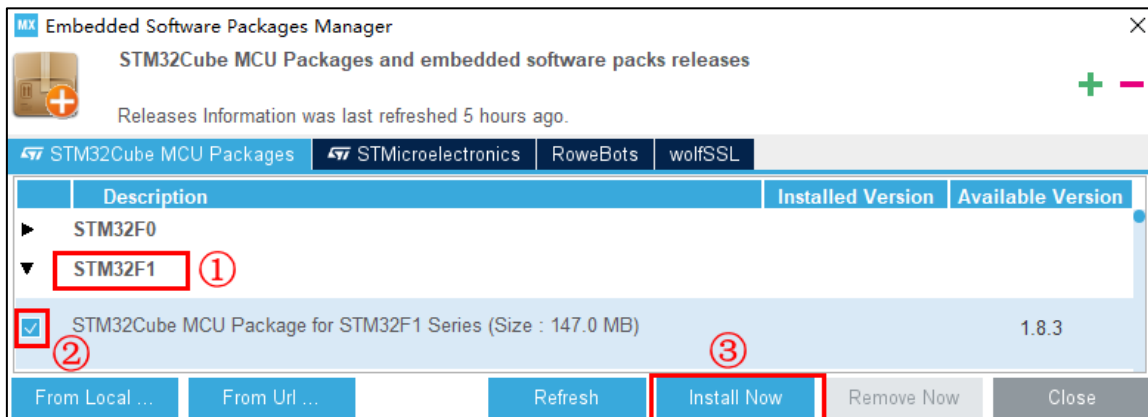 MX Embedded Software Packages Manager
STM32Cube MCU Packages and embedded software packs releases
Releases Information was last refreshed 5 hours ago.
STM32Cube MCU Packages STMicroelectronics RoweBots wolfSSL
Description Installed Version Available Version
STM32F0
STM32F1 ①
STM32Cube MCU Package for STM32F1 Series (Size : 147.0 MB) 1.8.3
② ③
From Local ... From Url ... Refresh Install Now Remove Now Close